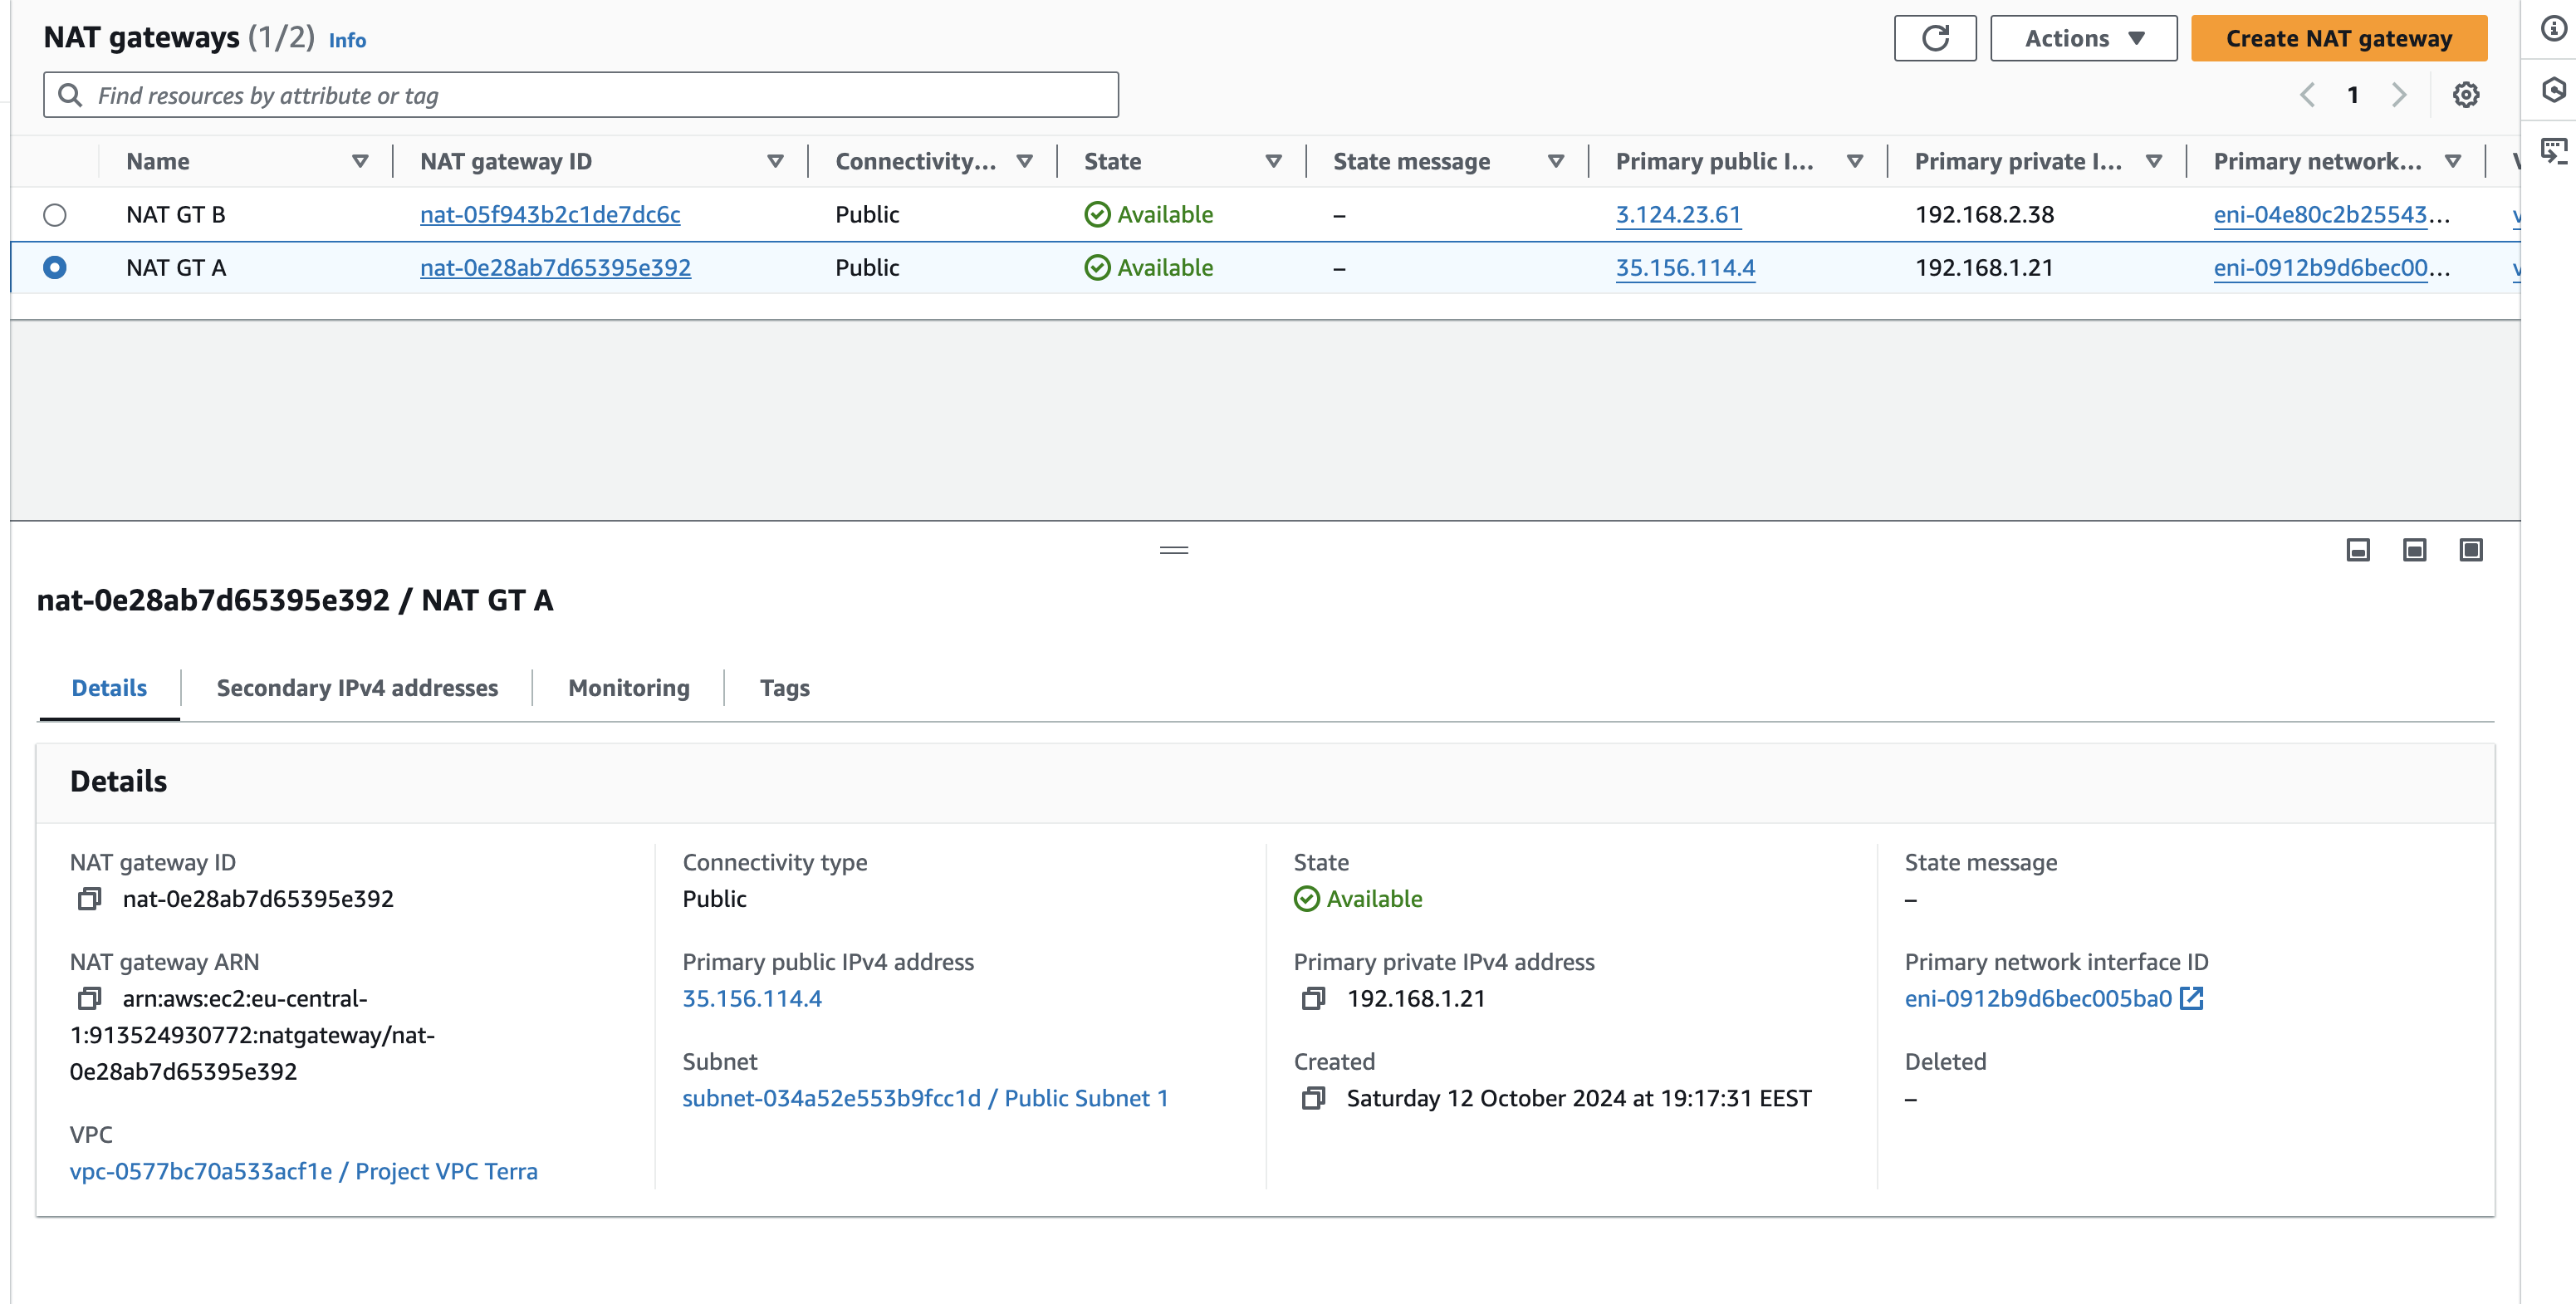 NAT gateways (1/2) Info
Actions
Create NAT gateway
Find resources by attribute or tag
1
Name NAT gateway ID Connectivity... State State message Primary public I... Primary private I... Primary network...
NAT GT B nat-05f943b2c1de7dc6c Public Available – 3.124.23.61 192.168.2.38 eni-04e80c2b25543...
NAT GT A nat-0e28ab7d65395e392 Public Available – 35.156.114.4 192.168.1.21 eni-0912b9d6bec00...
nat-0e28ab7d65395e392 / NAT GT A
Details Secondary IPv4 addresses Monitoring Tags
Details
NAT gateway ID
nat-0e28ab7d65395e392
NAT gateway ARN
arn:aws:ec2:eu-central-
1:913524930772:natgateway/nat-
0e28ab7d65395e392
VPC
vpc-0577bc70a533acf1e / Project VPC Terra
Connectivity type
Public
Primary public IPv4 address
35.156.114.4
Subnet
subnet-034a52e553b9fcc1d / Public Subnet 1
State
Available
Primary private IPv4 address
192.168.1.21
Created
Saturday 12 October 2024 at 19:17:31 EEST
State message
–
Primary network interface ID
eni-0912b9d6bec005ba0
Deleted
–